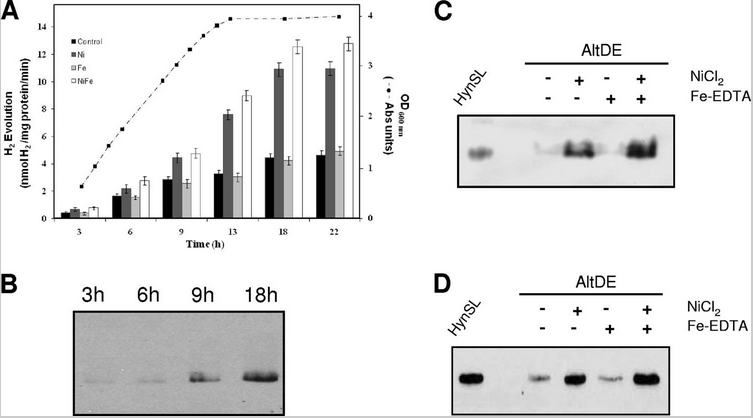 A
14
12
10
8
6
4
2
0
H2 Evolution
(nmol H2 /mg protein/min)
Control
Ni
Fe
NiFe
4
3
2
1
0
OD 600 nm
( - ● - Abs units)
3 6 9 13 18 22
Time (h)
B
3h 6h 9h 18h
C
HynSL
AltDE
- + - + NiCl2
- - + + Fe-EDTA
D
HynSL
AltDE
- + - + NiCl2
- - + + Fe-EDTA